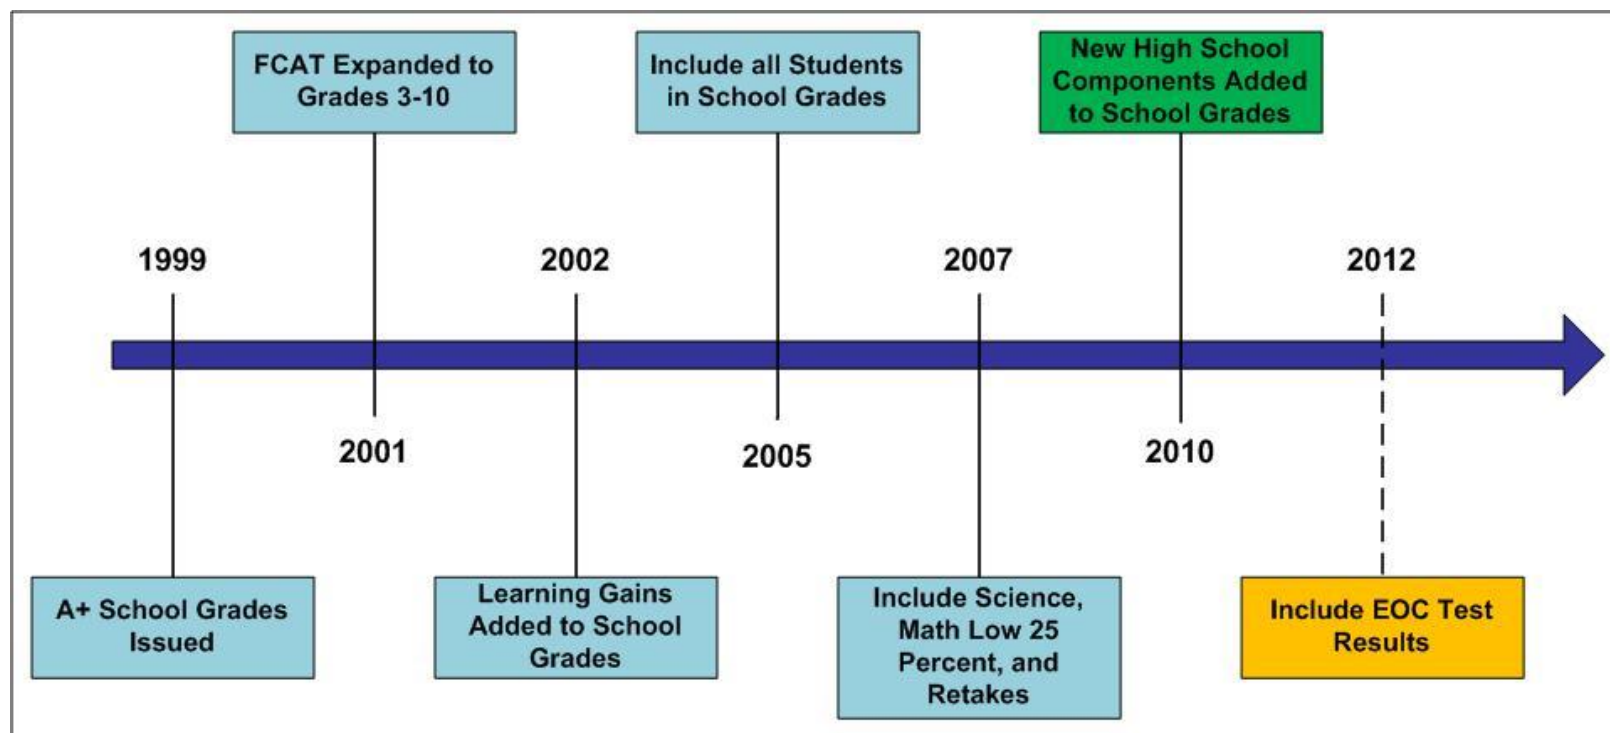 FCAT Expanded to
Grades 3-10
Include all Students
in School Grades
New High School
Components Added
to School Grades
1999
2002
2007
2012
2001
2005
2010
A+ School Grades
Issued
Learning Gains
Added to School
Grades
Include Science,
Math Low 25
Percent, and
Retakes
Include EOC Test
Results